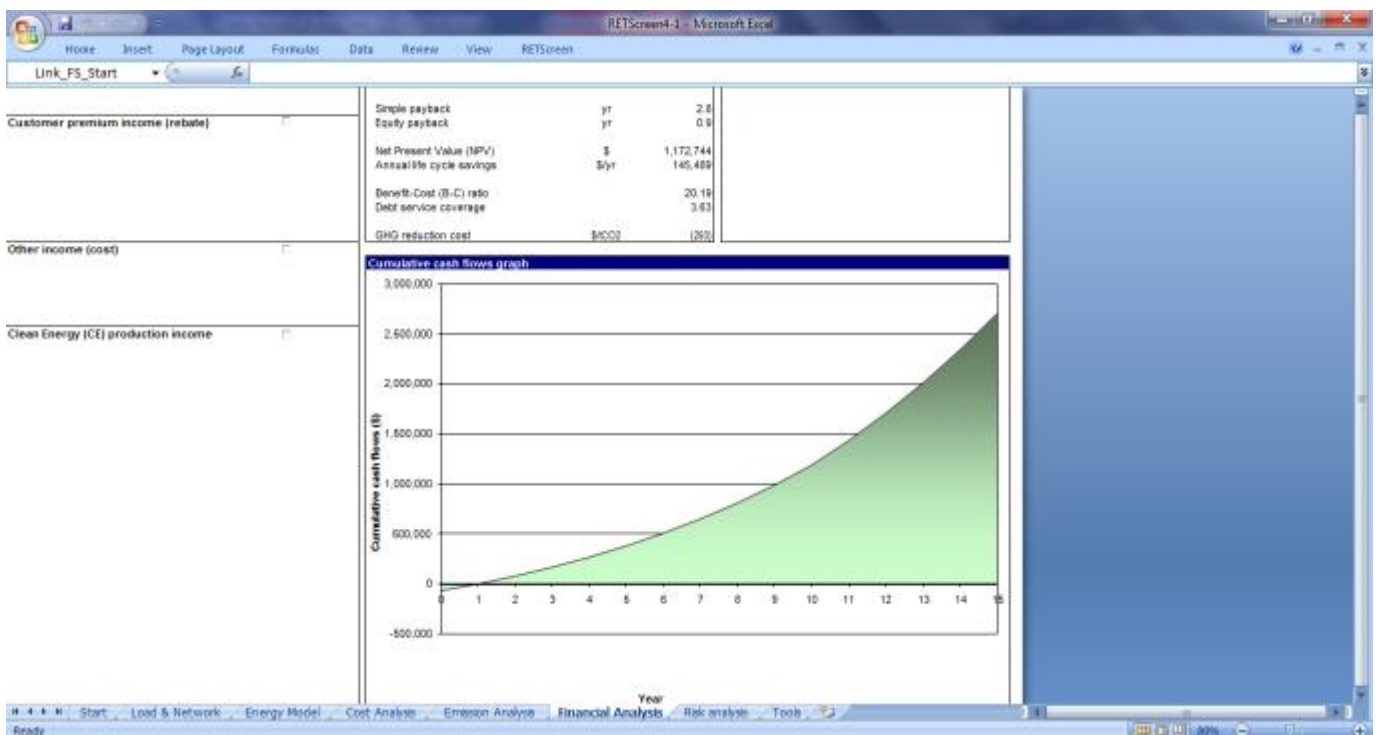 RETScreen4-1 - Microsoft Excel
Home Insert Page Layout Formulas Data Review View RETScreen
Link_FS_Start fx
Simple payback yr 2.8
Customer premium income (rebate) Equity payback yr 0.9
Net Present Value (NPV) $ 1,172,744
Annual life cycle savings $/yr 145,489
Benefit-Cost (B-C) ratio 20.19
Debt service coverage 3.63
GHG reduction cost $/tCO2 (293)
Other income (cost)
Cumulative cash flows graph
3,000,000
Clean Energy (CE) production income
2,500,000
2,000,000
1,500,000
1,000,000
500,000
0
Cumulative cash flows ($)
0 1 2 3 4 5 6 7 8 9 10 11 12 13 14 15
-500,000
Year
Start Load & Network Energy Model Cost Analysis Emission Analysis Financial Analysis Risk analysis Tools
Ready 80%